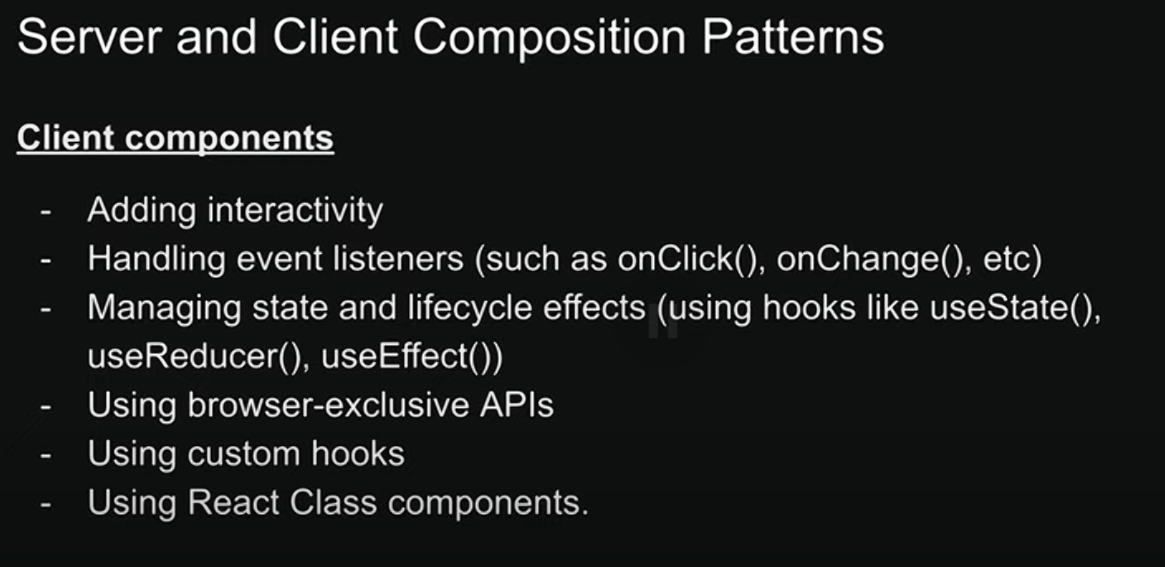 Server and Client Composition Patterns
Client components
- Adding interactivity
- Handling event listeners (such as onClick(), onChange(), etc)
- Managing state and lifecycle effects (using hooks like useState(),
useReducer(), useEffect())
- Using browser-exclusive APIs
- Using custom hooks
- Using React Class components.